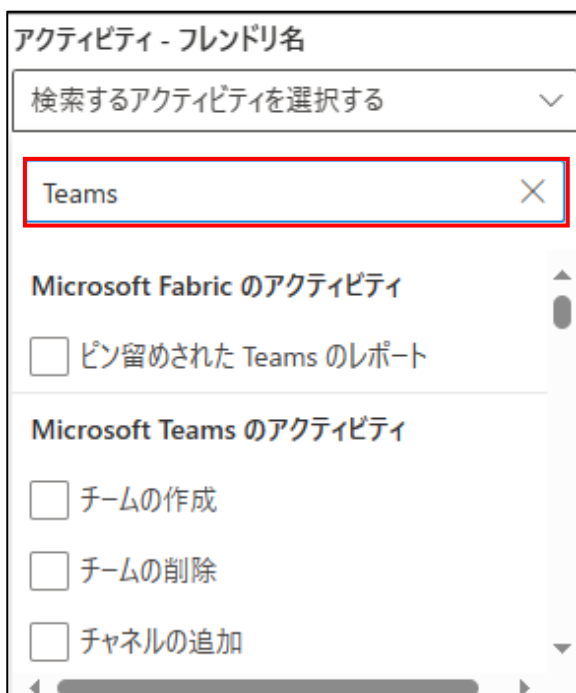 アクティビティ - フレンドリ名
検索するアクティビティを選択する
Teams
Microsoft Fabric のアクティビティ
ピン留めされた Teams のレポート
Microsoft Teams のアクティビティ
チームの作成
チームの削除
チャネルの追加